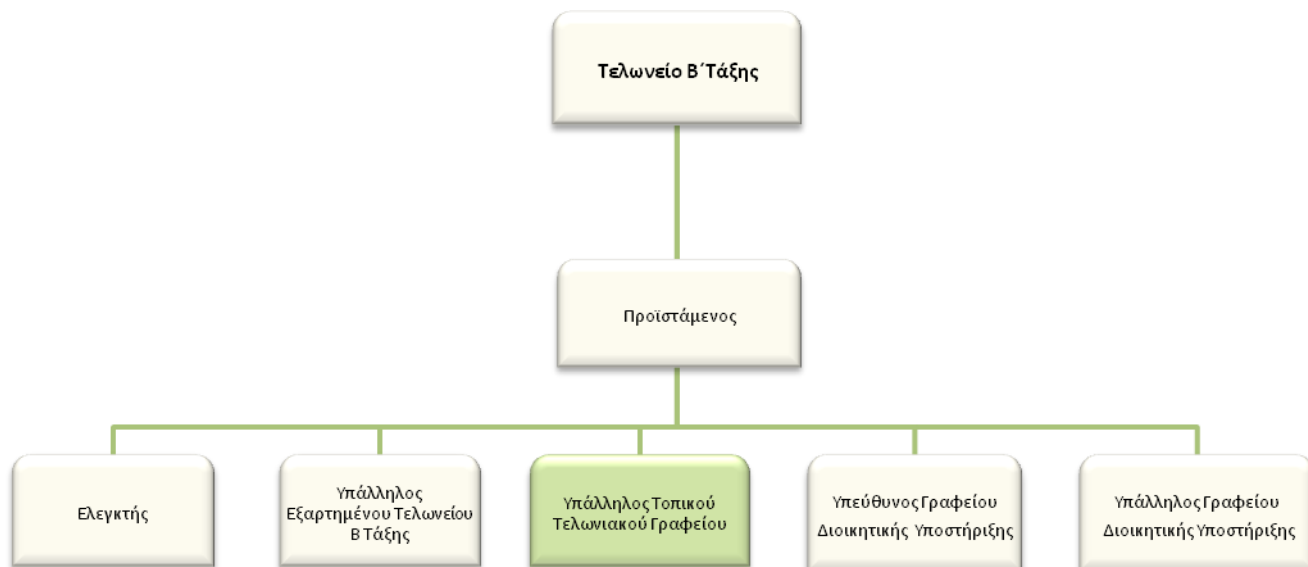 Τελωνείο Β΄Τάξης
Προϊστάμενος
Ελεγκτής
Υπάλληλος
Εξαρτημένου Τελωνείου
Β Τάξης
Υπάλληλος Τοπικού
Τελωνιακού Γραφείου
Υπεύθυνος Γραφείου
Διοικητικής Υποστήριξης
Υπάλληλος Γραφείου
Διοικητικής Υποστήριξης